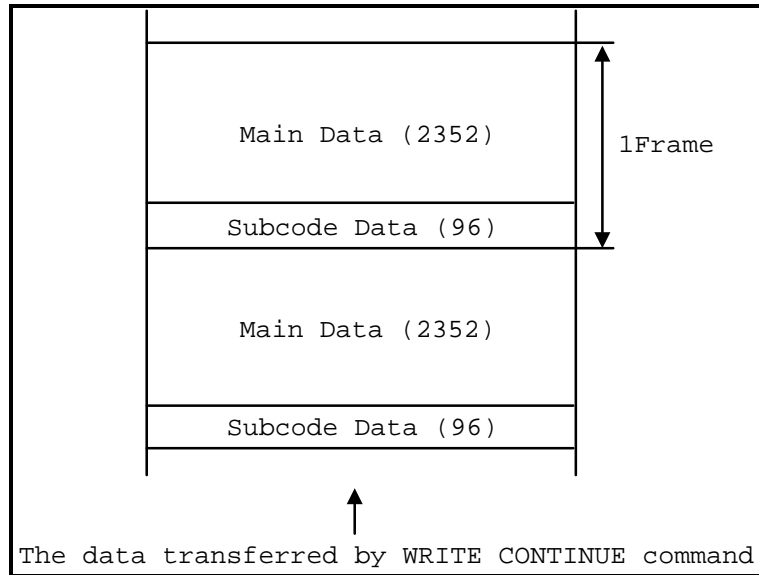 Main Data (2352)
1Frame
Subcode Data (96)
Main Data (2352)
Subcode Data (96)
The data transferred by WRITE CONTINUE command